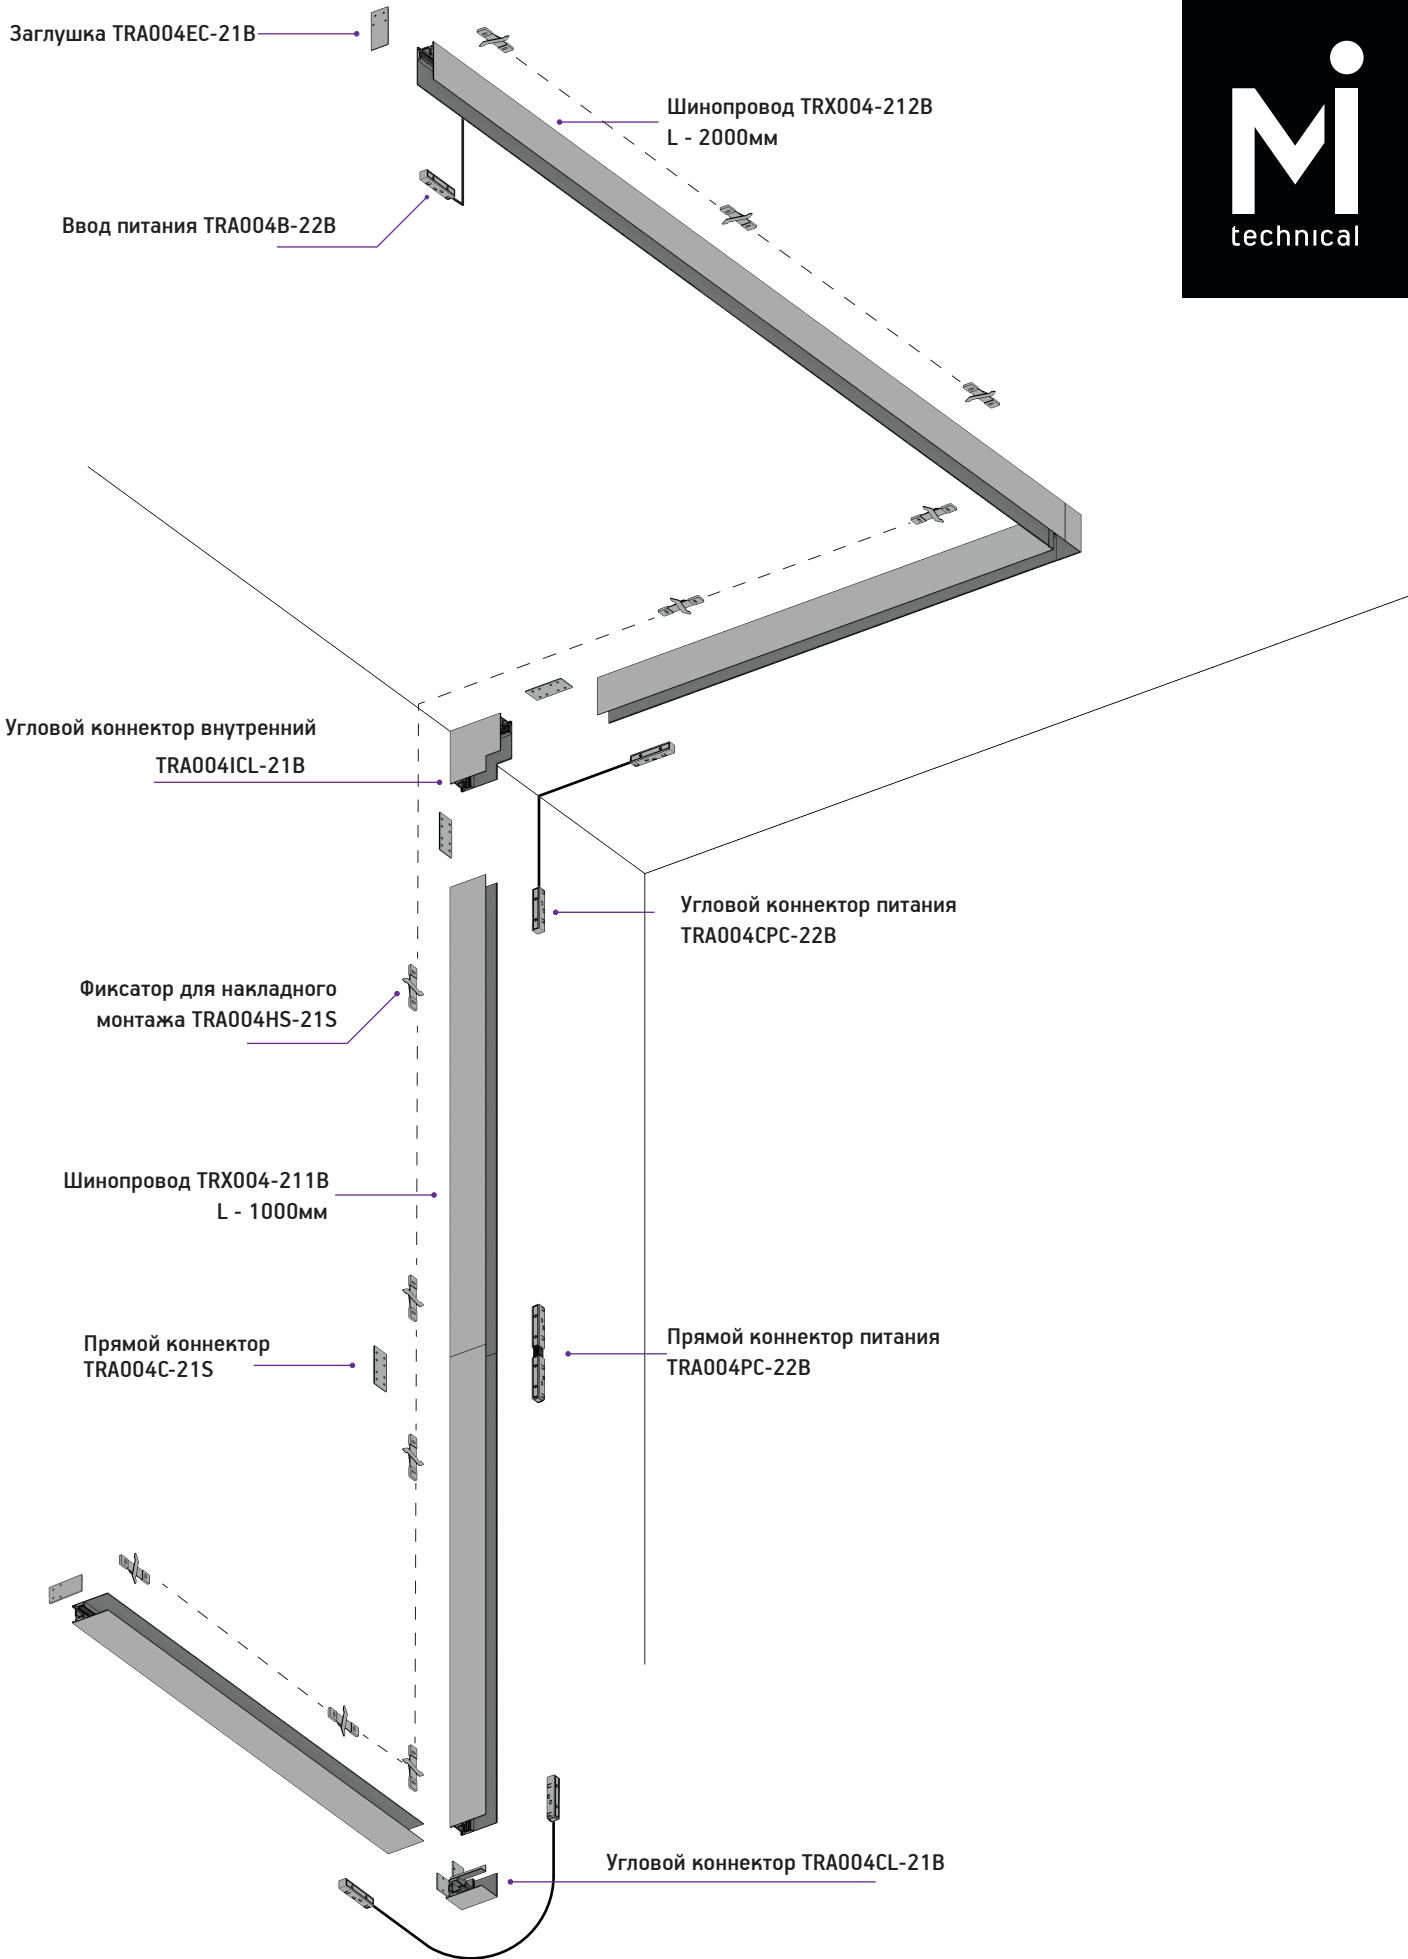 Заглушка TRA004EC-21B
Шинопровод TRX004-212B
L - 2000мм
Mi
technical
Ввод питания TRA004B-22B
Угловой коннектор внутренний
TRA004ICL-21B
Угловой коннектор питания
TRA004CPC-22B
Фиксатор для накладного
монтажа TRA004HS-21S
Шинопровод TRX004-211B
L - 1000мм
Прямой коннектор
TRA004C-21S
Прямой коннектор питания
TRA004PC-22B
Угловой коннектор TRA004CL-21B